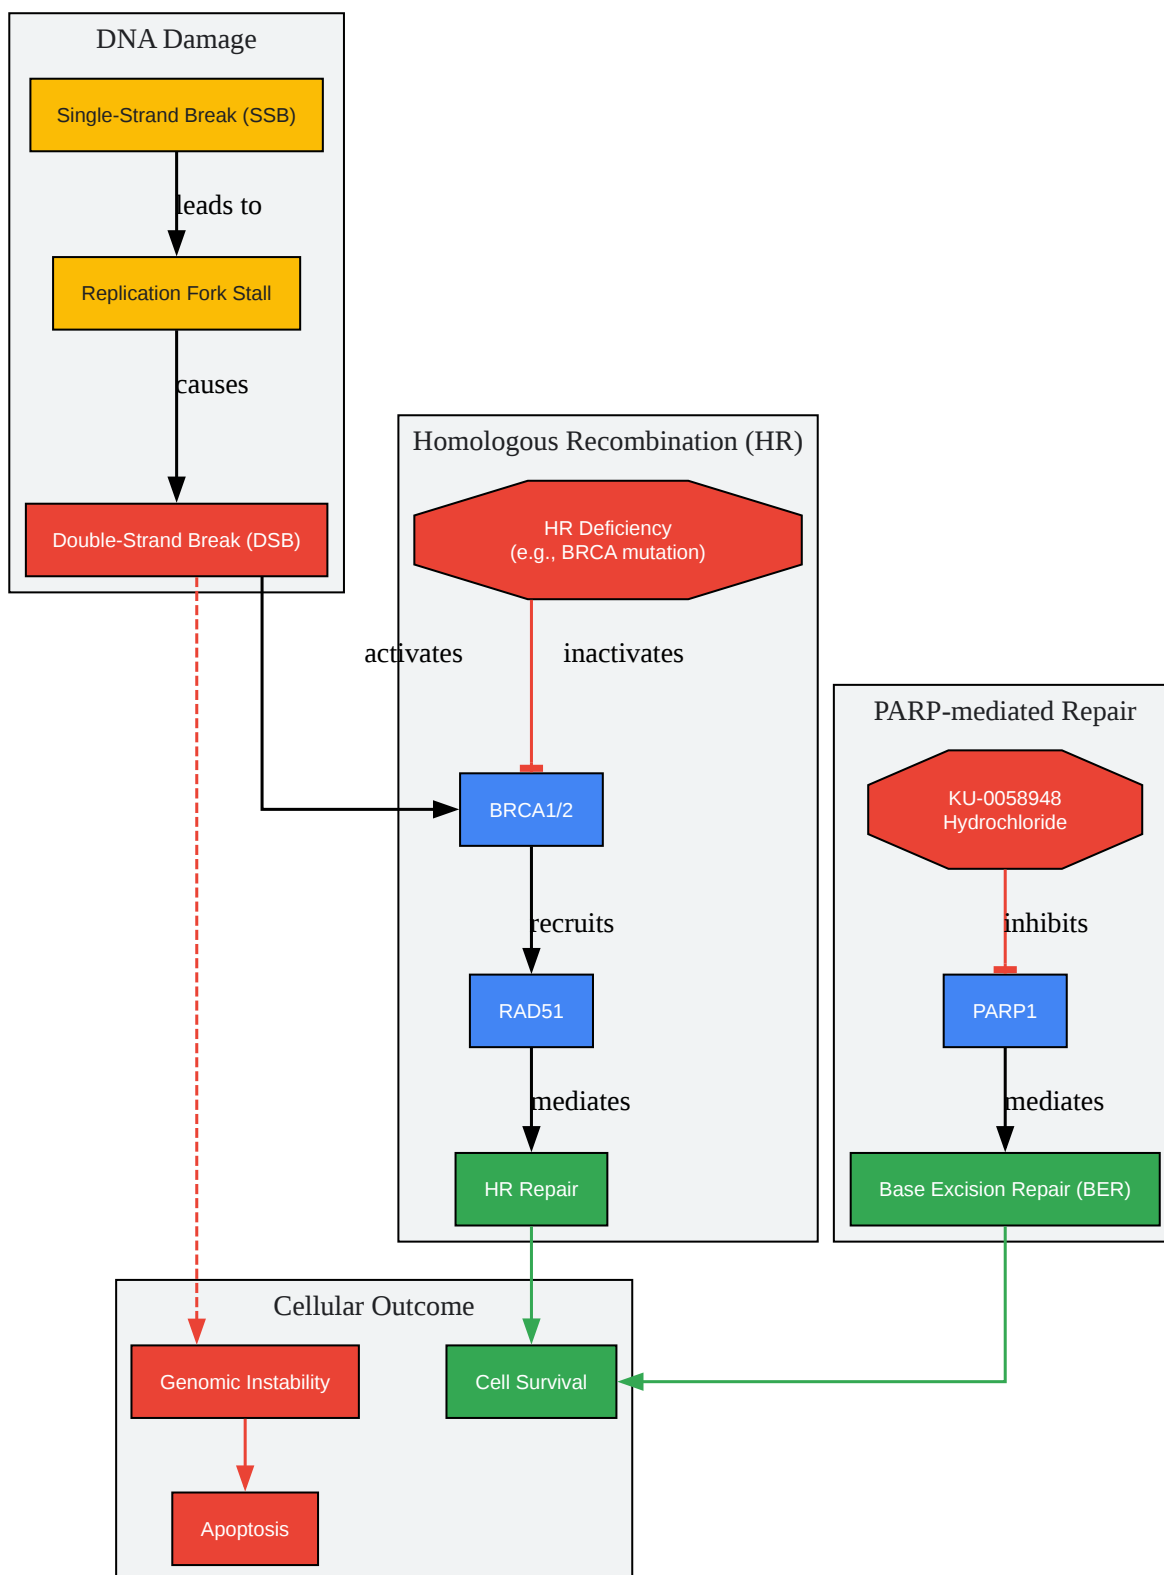 DNA Damage
Single-Strand Break (SSB)
leads to
Replication Fork Stall
causes
Double-Strand Break (DSB)
Homologous Recombination (HR)
HR Deficiency
(e.g., BRCA mutation)
activates
inactivates
BRCA1/2
recruits
RAD51
mediates
HR Repair
PARP-mediated Repair
KU-0058948
Hydrochloride
inhibits
PARP1
mediates
Base Excision Repair (BER)
Cellular Outcome
Genomic Instability
Cell Survival
Apoptosis